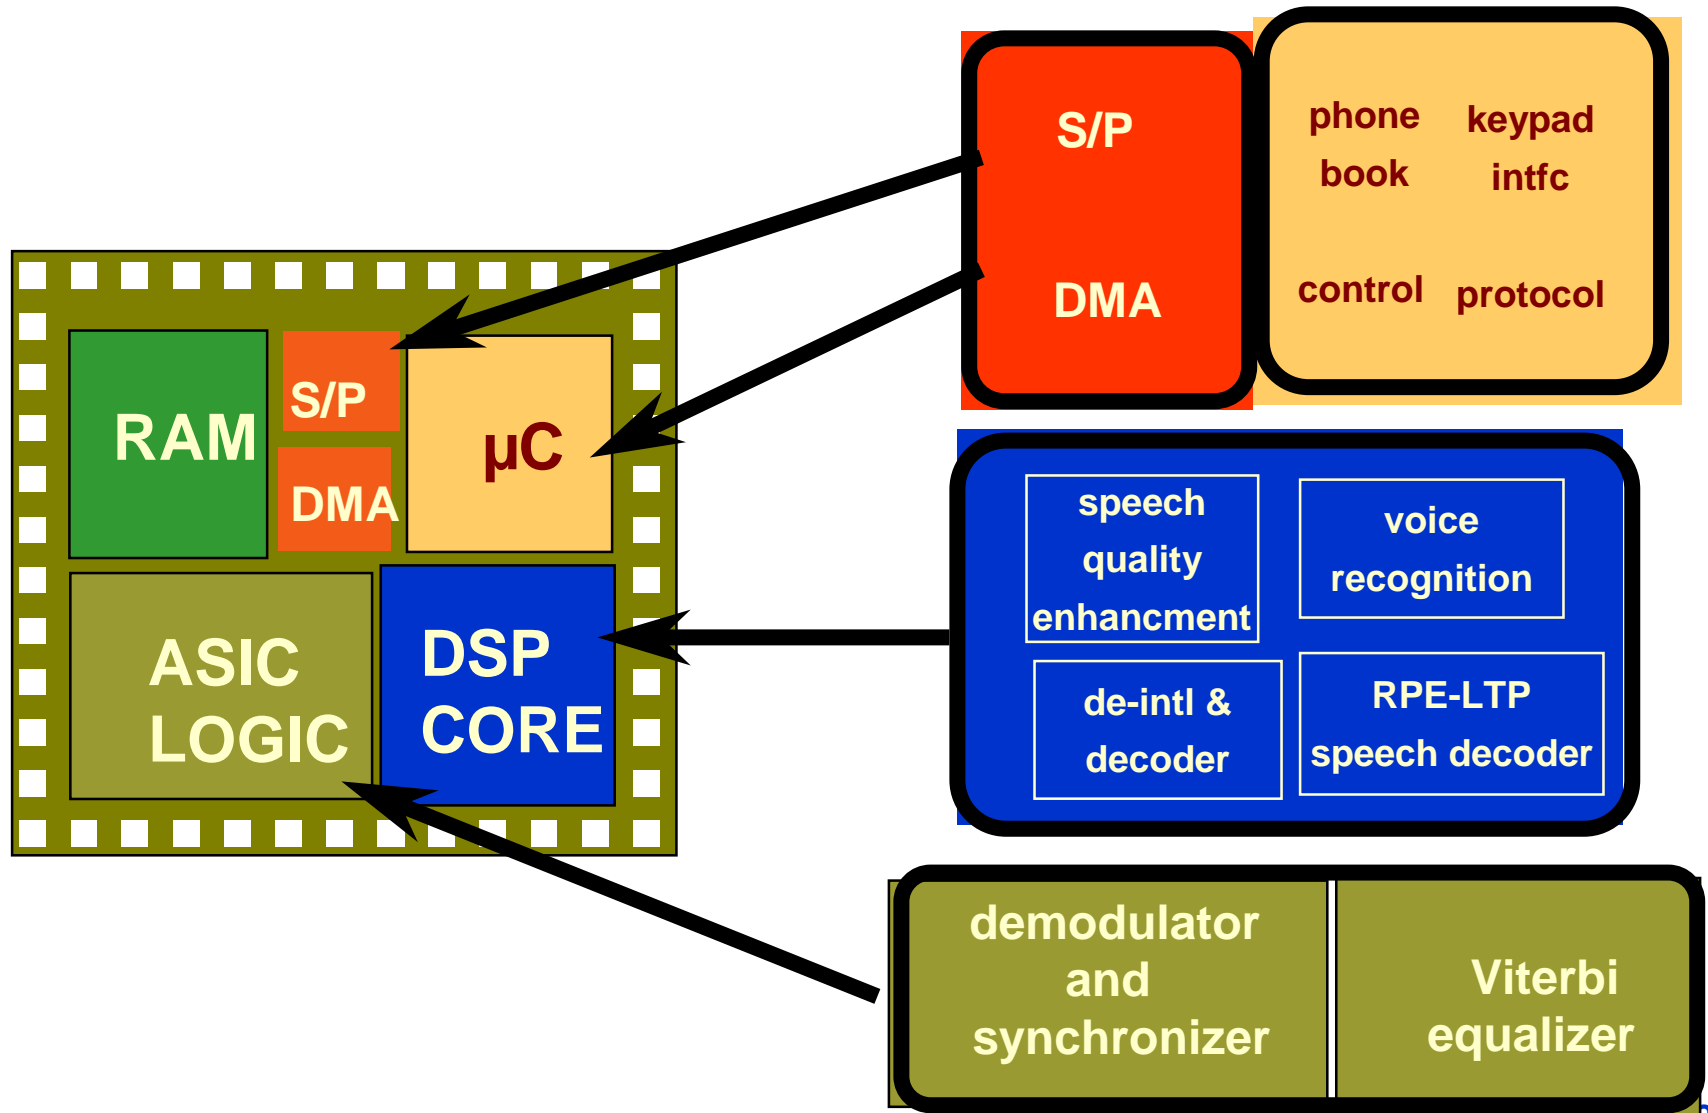 RAM
S/P
DMA
µC
ASIC
LOGIC
DSP
CORE
S/P
DMA
phone
book
keypad
intfc
control
protocol
speech
quality
enhancment
voice
recognition
de-intl &
decoder
RPE-LTP
speech decoder
demodulator
and
synchronizer
Viterbi
equalizer